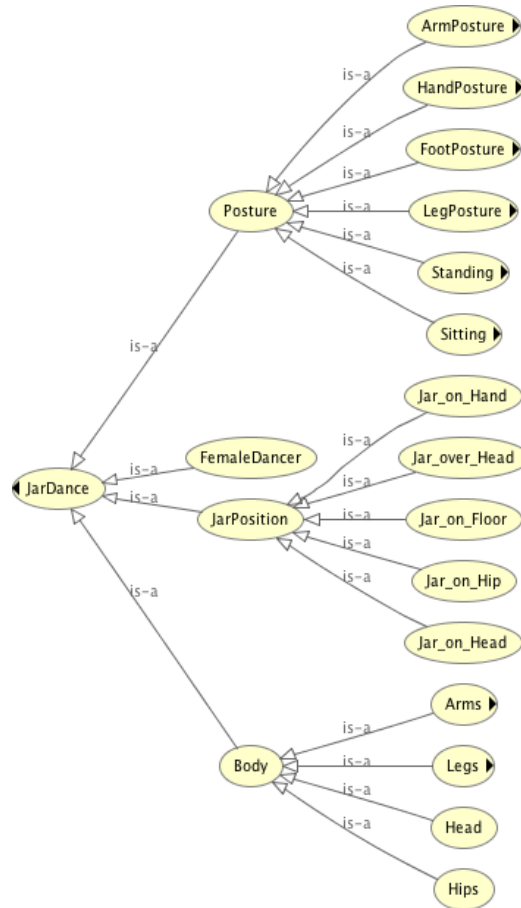 ArmPosture
is-a
HandPosture
is-a
FootPosture
is-a
Posture
is-a
LegPosture
is-a
Standing
is-a
Sitting
is-a
Jar_on_Hand
is-a
FemaleDancer
Jar_over_Head
is-a
is-a
JarDance
is-a
JarPosition
is-a
Jar_on_Floor
is-a
Jar_on_Hip
is-a
Jar_on_Head
is-a
Arms
is-a
Body
is-a
Legs
is-a
Head
is-a
Hips